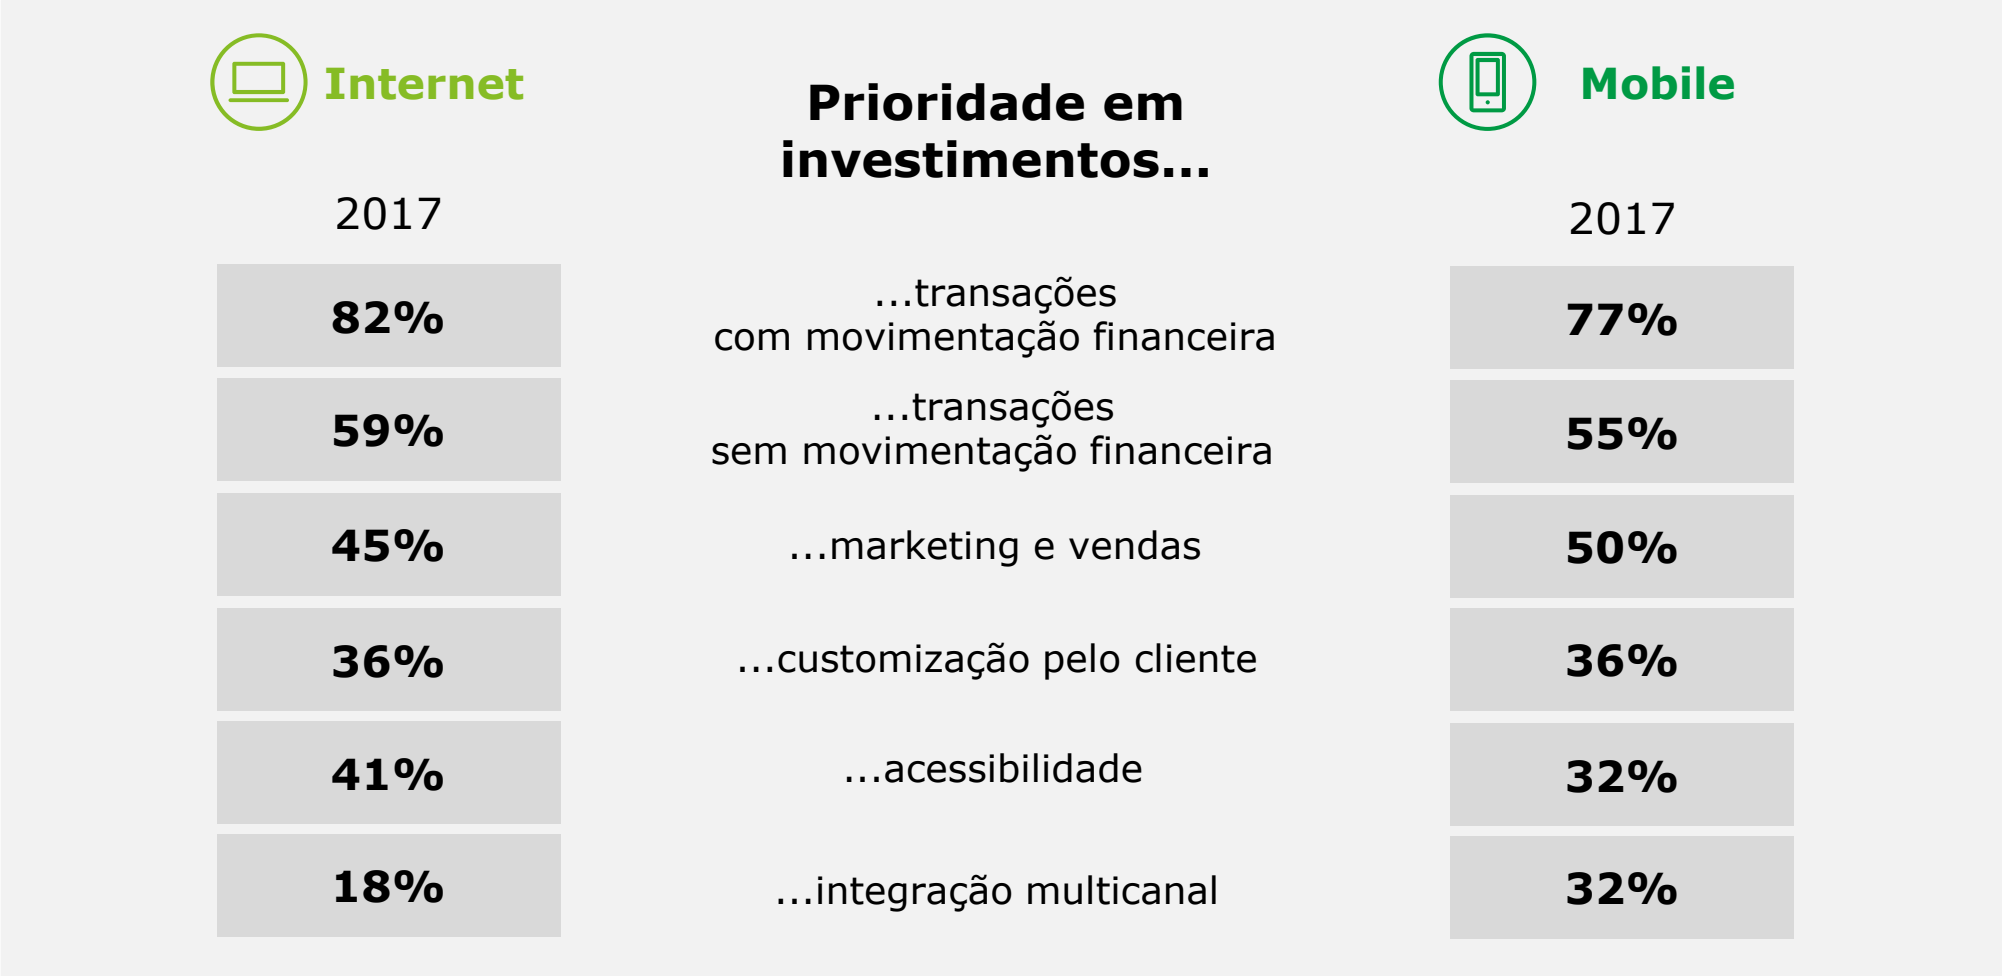 Internet
Prioridade em
investimentos...
Mobile
2017
2017
82%
...transações
com movimentação financeira
77%
59%
...transações
sem movimentação financeira
55%
45%
...marketing e vendas
50%
36%
...customização pelo cliente
36%
41%
...acessibilidade
32%
18%
...integração multicanal
32%